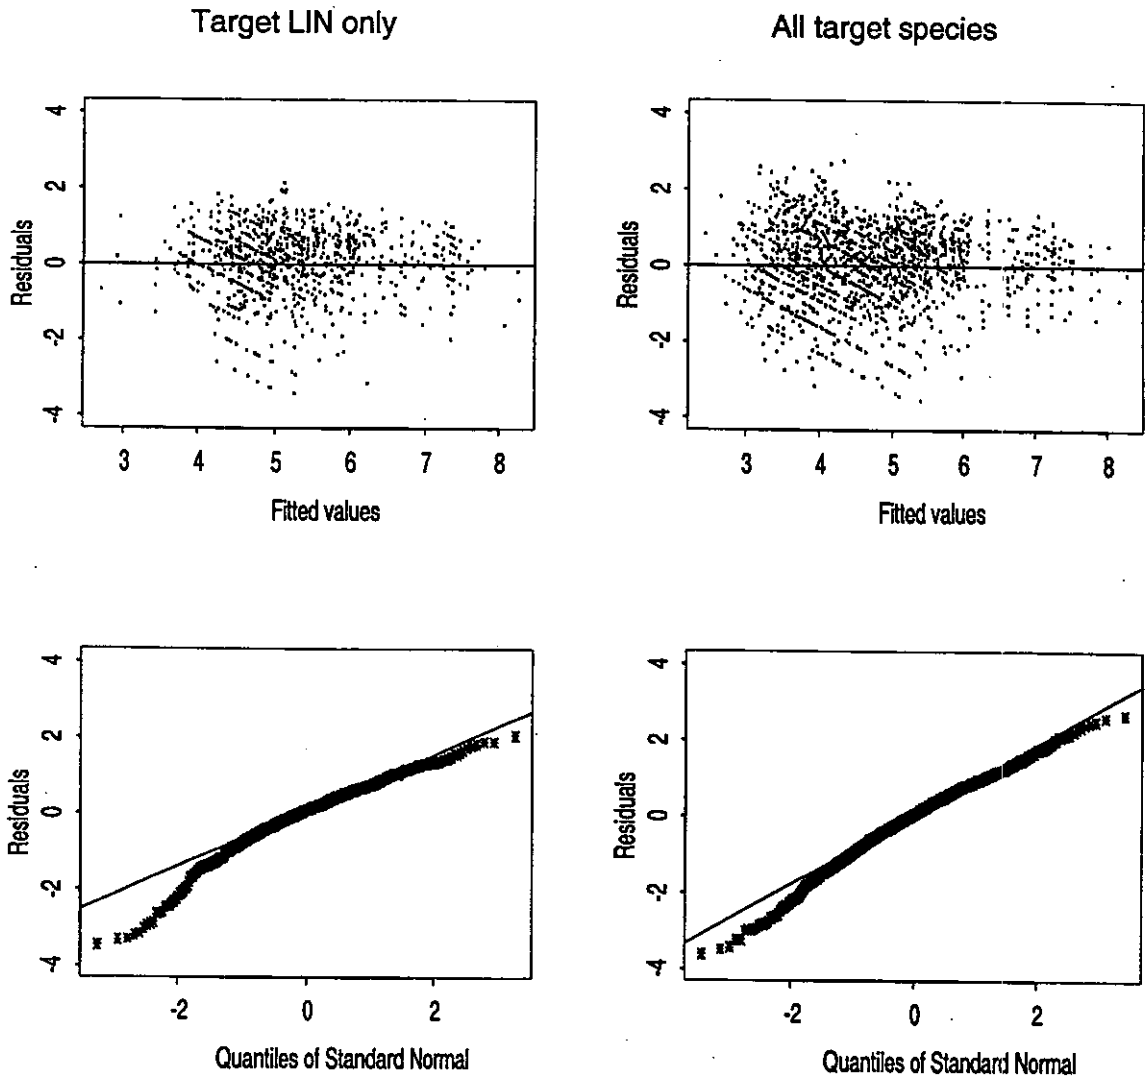 Target LIN only
All target species
Residuals
4
2
0
-2
-4
3 4 5 6 7 8
Fitted values
Residuals
4
2
0
-2
-4
3 4 5 6 7 8
Fitted values
Residuals
4
2
0
-2
-4
-2 0 2
Quantiles of Standard Normal
Residuals
4
2
0
-2
-4
-2 0 2
Quantiles of Standard Normal